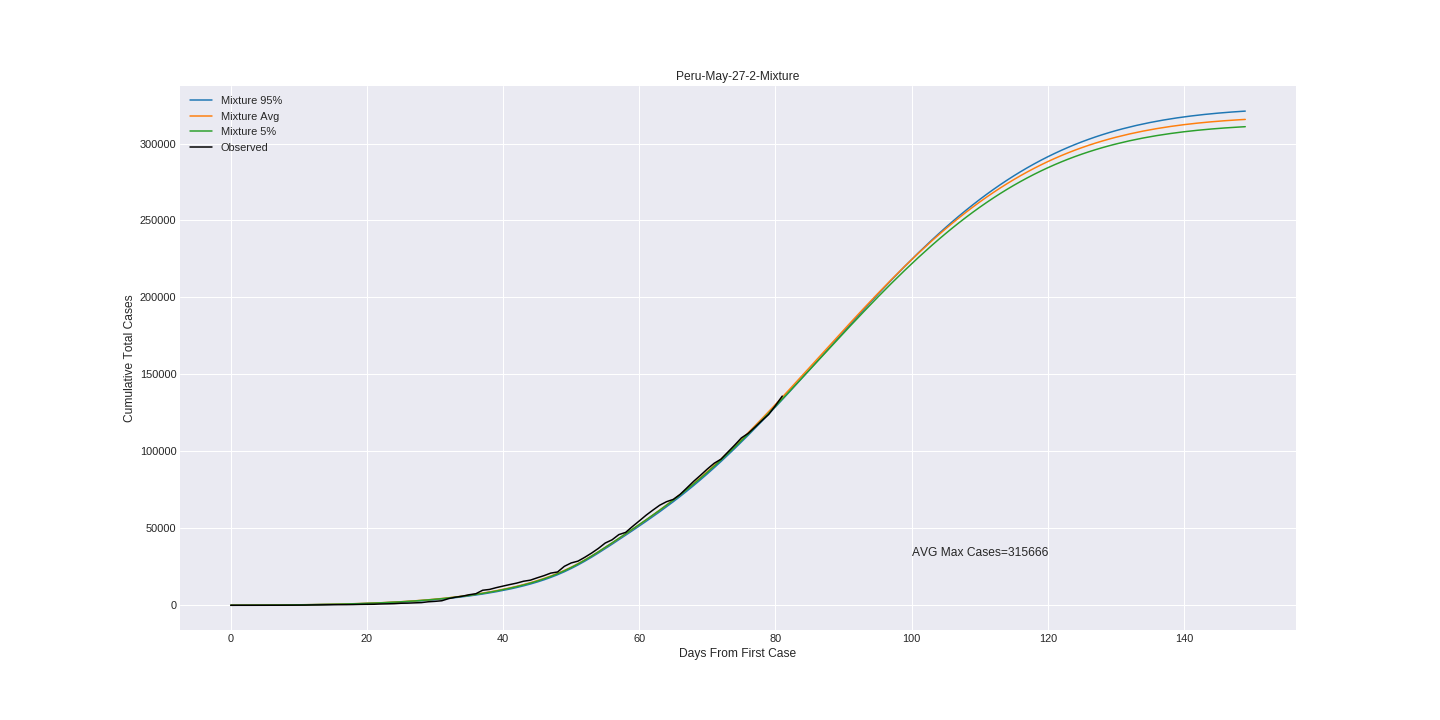 Peru-May-27-2-Mixture
Mixture 95%
Mixture Avg
Mixture 5%
Observed
300000
250000
200000
150000
100000
50000
0
Cumulative Total Cases
AVG Max Cases=315666
0 20 40 60 80 100 120 140
Days From First Case